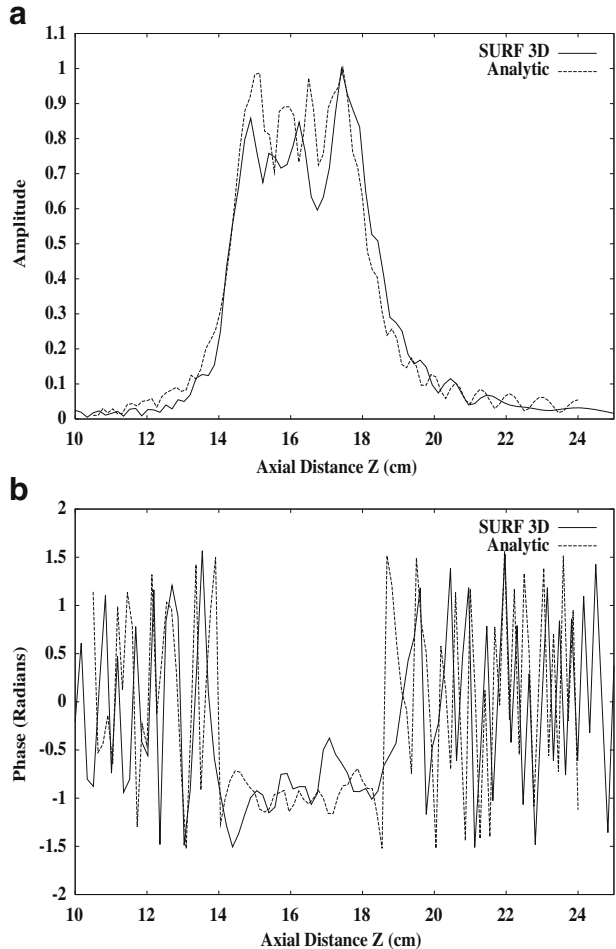 a
1.1
1
0.9
0.8
0.7
0.6
0.5
0.4
0.3
0.2
0.1
0
Amplitude
SURF 3D
Analytic
10 12 14 16 18 20 22 24
Axial Distance Z (cm)
b
2
1.5
1
0.5
0
-0.5
-1
-1.5
-2
Phase (Radians)
SURF 3D
Analytic
10 12 14 16 18 20 22 24
Axial Distance Z (cm)